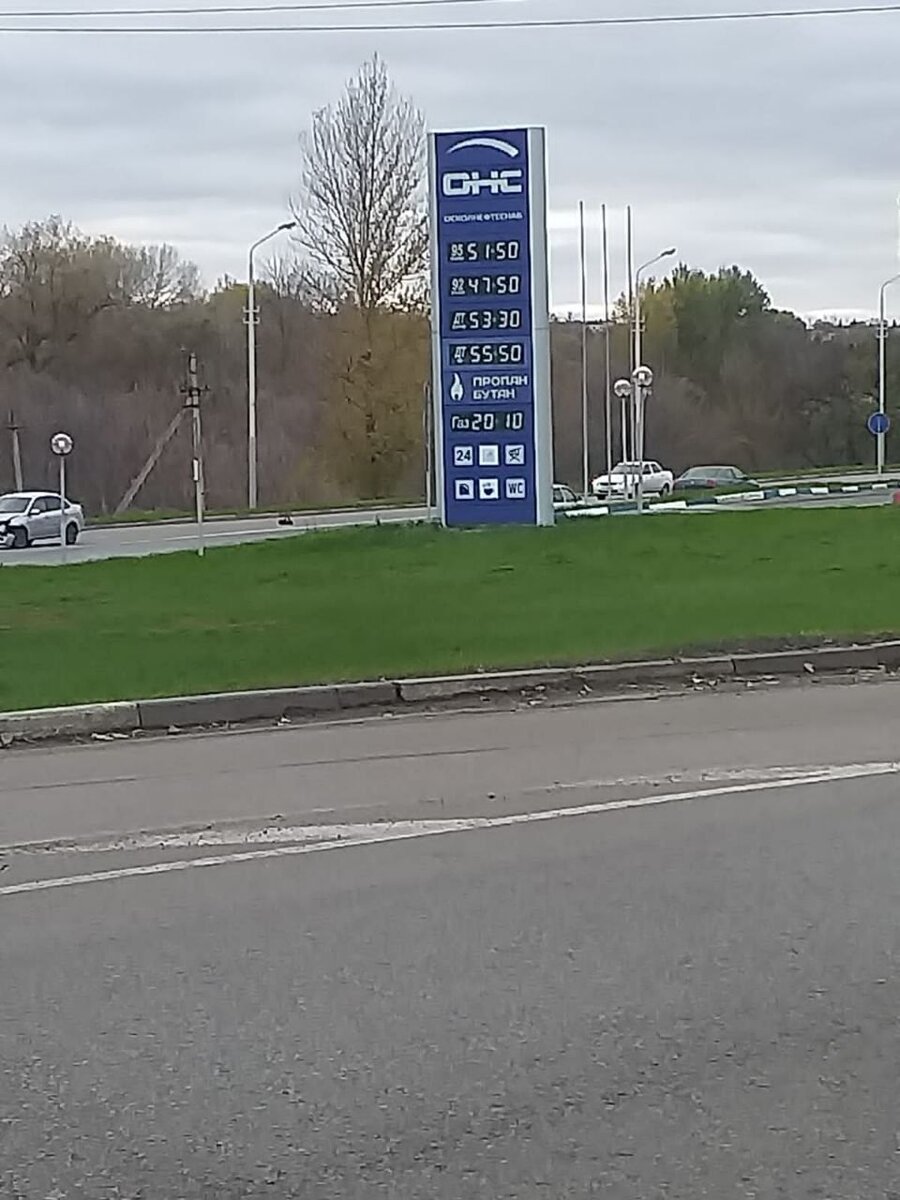 ОНС
ОСКОЛНЕФТЕСНАБ
95 51.50
92 47.50
ДТ 53.30
ДТ 55.50
ПРОПАН
БУТАН
Газ 20.10
24
WC